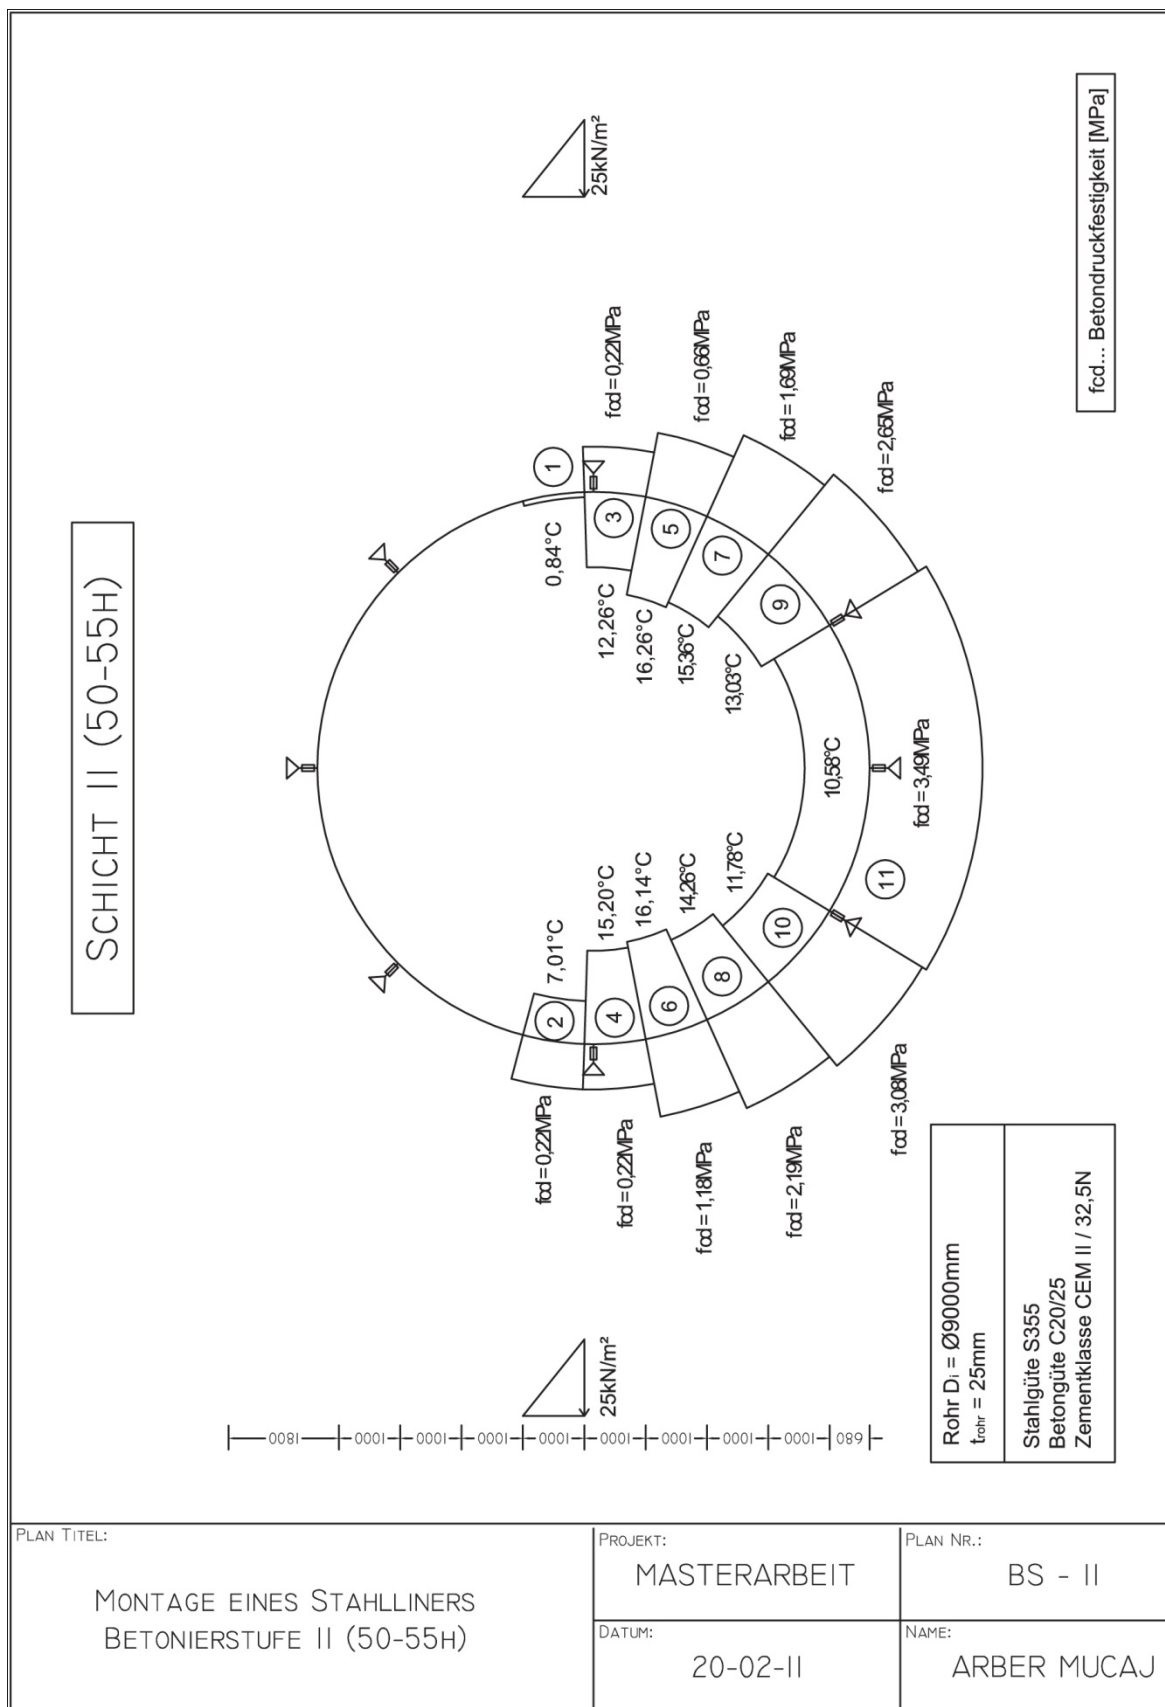 SCHICHT II (50-55H)
25kN/m²
fcd... Betondruckfestigkeit [MPa]
1
0,84°C
fcd = 0,22MPa
3
12,26°C
fcd = 0,66MPa
5
16,26°C
fcd = 1,69MPa
7
15,36°C
fcd = 2,65MPa
9
13,03°C
10,58°C
fcd = 3,49MPa
11
7,01°C
2
fcd = 0,22MPa
15,20°C
4
fcd = 0,22MPa
16,14°C
6
fcd = 1,18MPa
14,26°C
8
fcd = 2,19MPa
11,78°C
10
fcd = 3,08MPa
25kN/m²
1800
1000
1000
1000
1000
1000
1000
1000
1000
680
Rohr Di = Ø9000mm
trohr = 25mm
Stahlgüte S355
Betongüte C20/25
Zementklasse CEM II / 32,5N
PLAN TITEL:
MONTAGE EINES STAHLLINERS
BETONIERSTUFE II (50-55H)
PROJEKT:
MASTERARBEIT
PLAN NR.:
BS - II
DATUM:
20-02-11
NAME:
ARBER MUCAJ